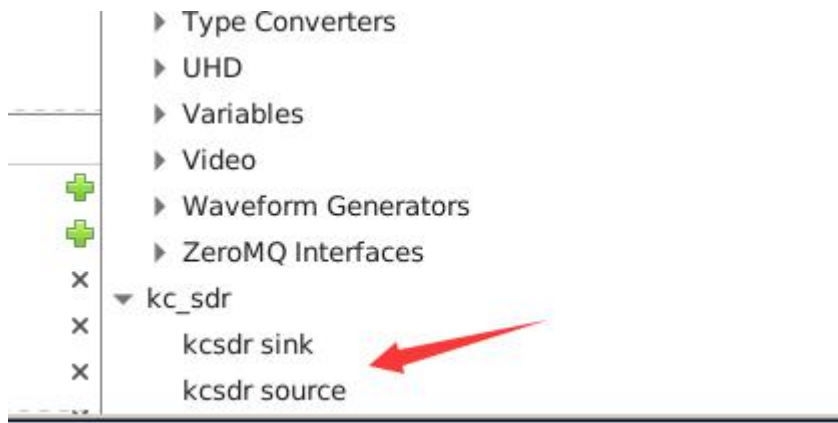 Type Converters
UHD
Variables
Video
Waveform Generators
ZeroMQ Interfaces
kc_sdr
kcsdr sink
kcsdr source